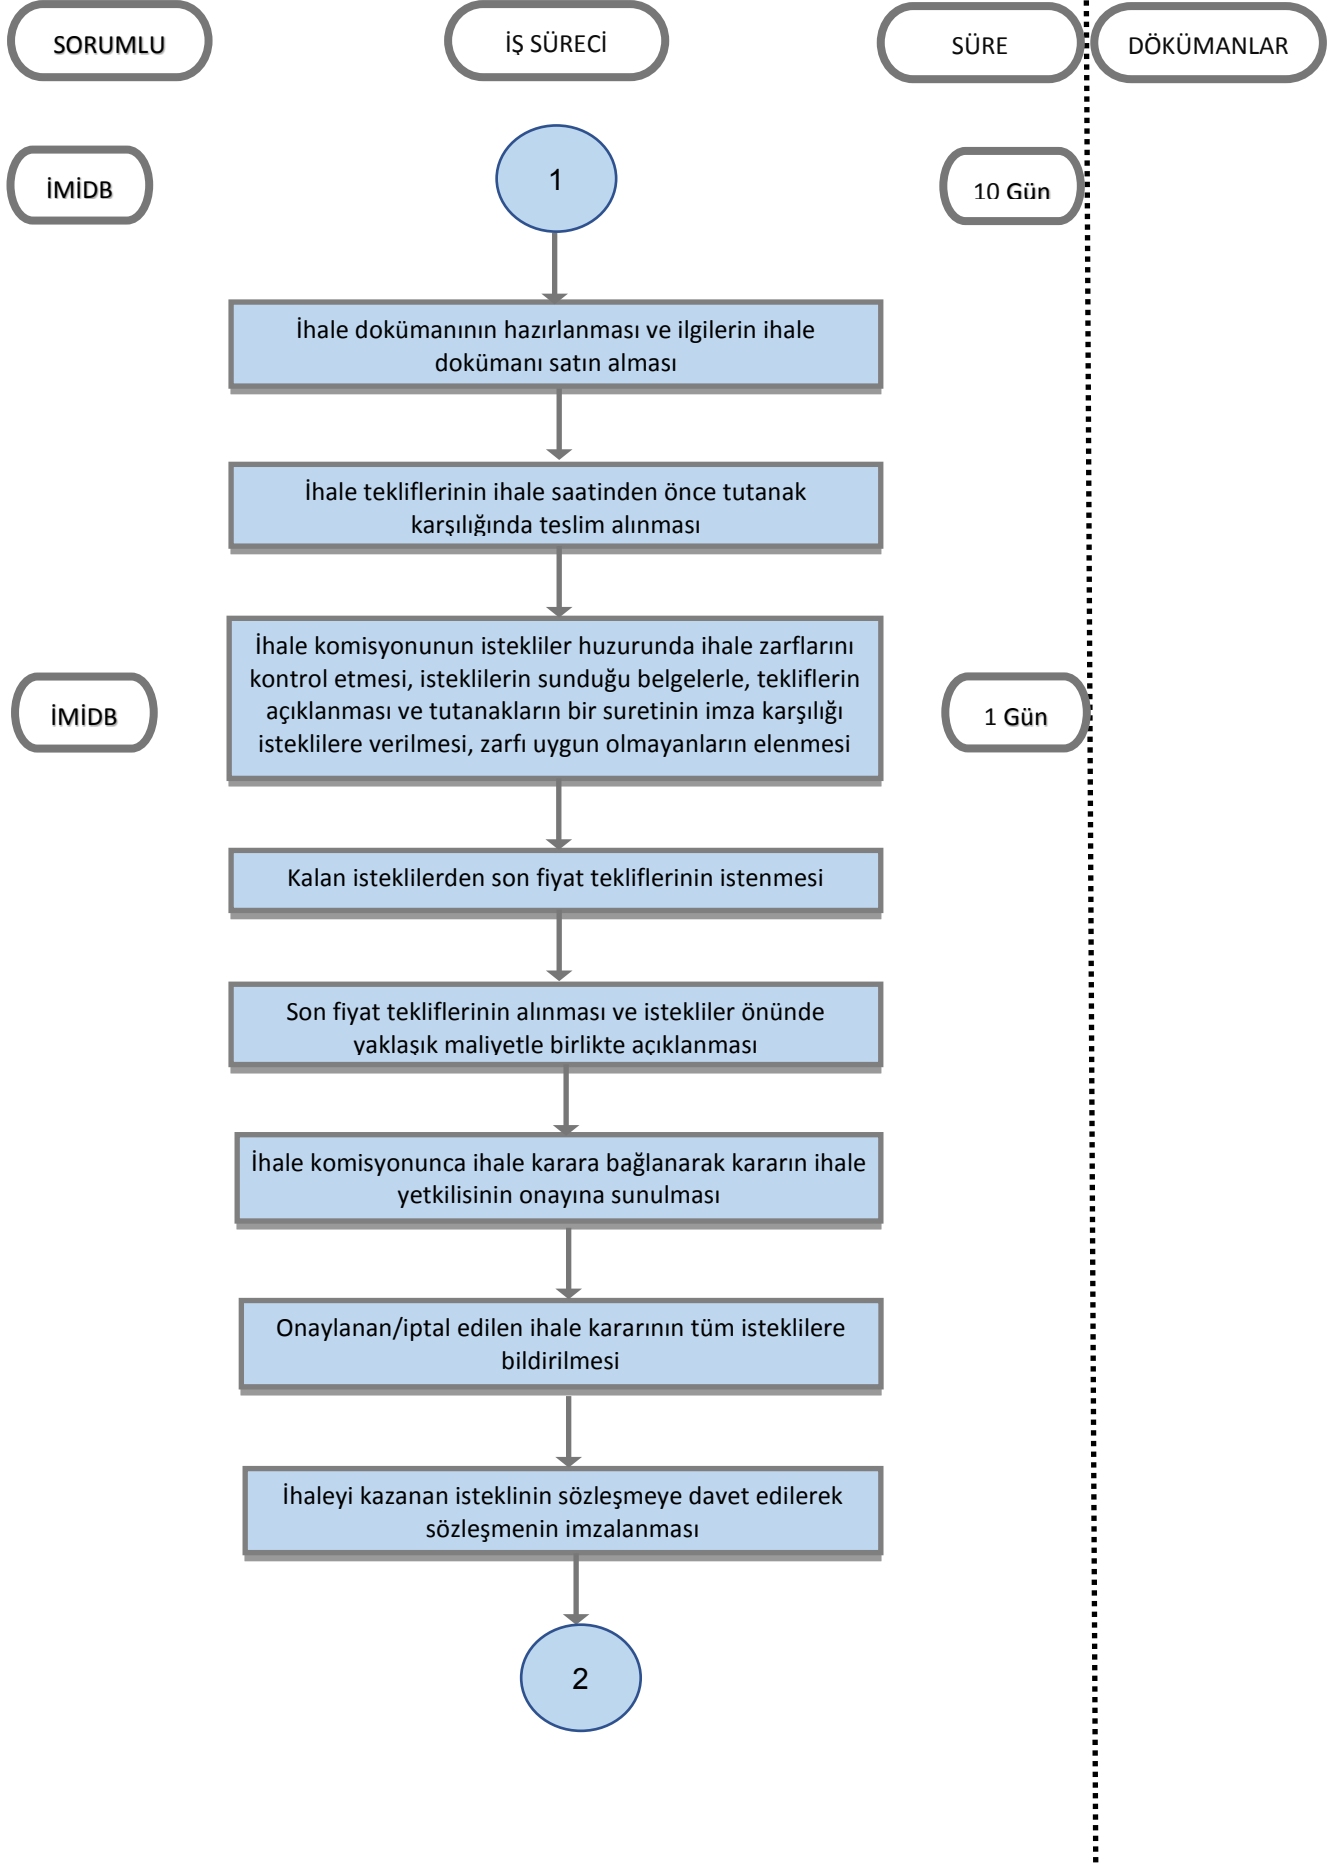 SORUMLU
İŞ SÜRECİ
SÜRE
DÖKÜMANLAR
İMİDB
1
10 Gün
İhale dokümanının hazırlanması ve ilgilerin ihale
dokümanı satın alması
İhale tekliflerinin ihale saatinden önce tutanak
karşılığında teslim alınması
İhale komisyonunun istekliler huzurunda ihale zarflarını
kontrol etmesi, isteklilerin sunduğu belgelerle, tekliflerin
açıklanması ve tutanakların bir suretinin imza karşılığı
isteklilere verilmesi, zarfı uygun olmayanların elenmesi
İMİDB
1 Gün
Kalan isteklilerden son fiyat tekliflerinin istenmesi
Son fiyat tekliflerinin alınması ve istekliler önünde
yaklaşık maliyetle birlikte açıklanması
İhale komisyonunca ihale karara bağlanarak kararın ihale
yetkilisinin onayına sunulması
Onaylanan/iptal edilen ihale kararının tüm isteklilere
bildirilmesi
İhaleyi kazanan isteklinin sözleşmeye davet edilerek
sözleşmenin imzalanması
2